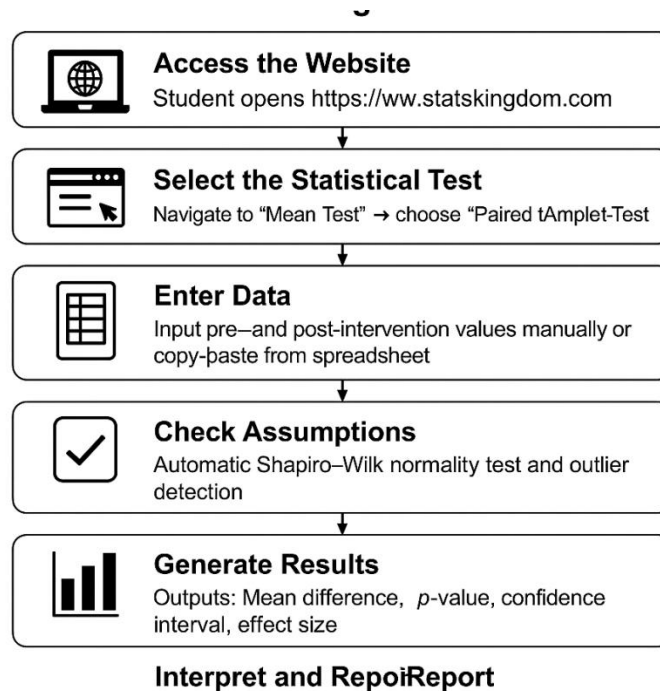 Access the Website
Student opens https://ww.statskingdom.com
Select the Statistical Test
Navigate to “Mean Test” → choose “Paired tAmplet-Test
Enter Data
Input pre—and post-intervention values manually or
copy-þaste from spreadsheet
Check Assumptions
Automatic Shapiro–Wilk normality test and outlier
detection
Generate Results
Outputs: Mean difference, p-value, confidence
interval, effect size
Interpret and RepoiReport